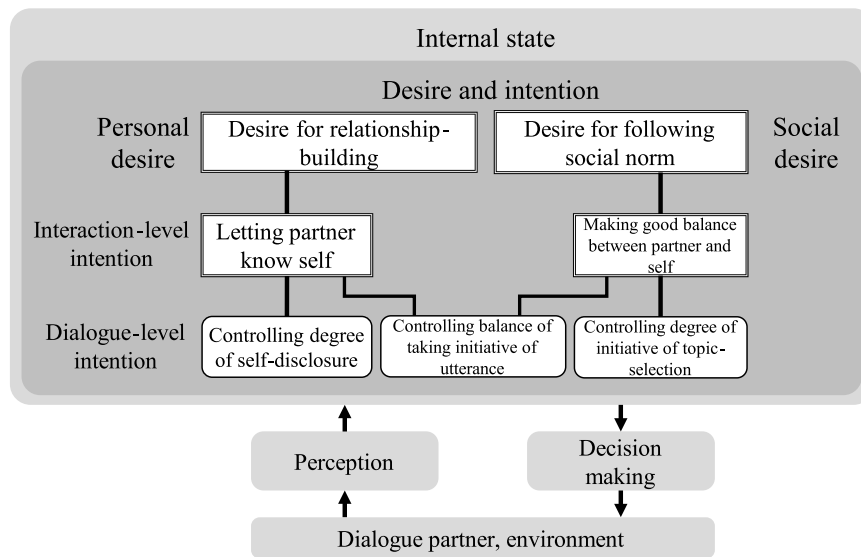 Internal state
Desire and intention
Personal
desire
Desire for relationship-
building
Desire for following
social norm
Social
desire
Interaction-level
intention
Letting partner
know self
Making good balance
between partner and
self
Dialogue-level
intention
Controlling degree
of self-disclosure
Controlling balance of
taking initiative of
utterance
Controlling degree of
initiative of topic-
selection
Perception
Decision
making
Dialogue partner, environment